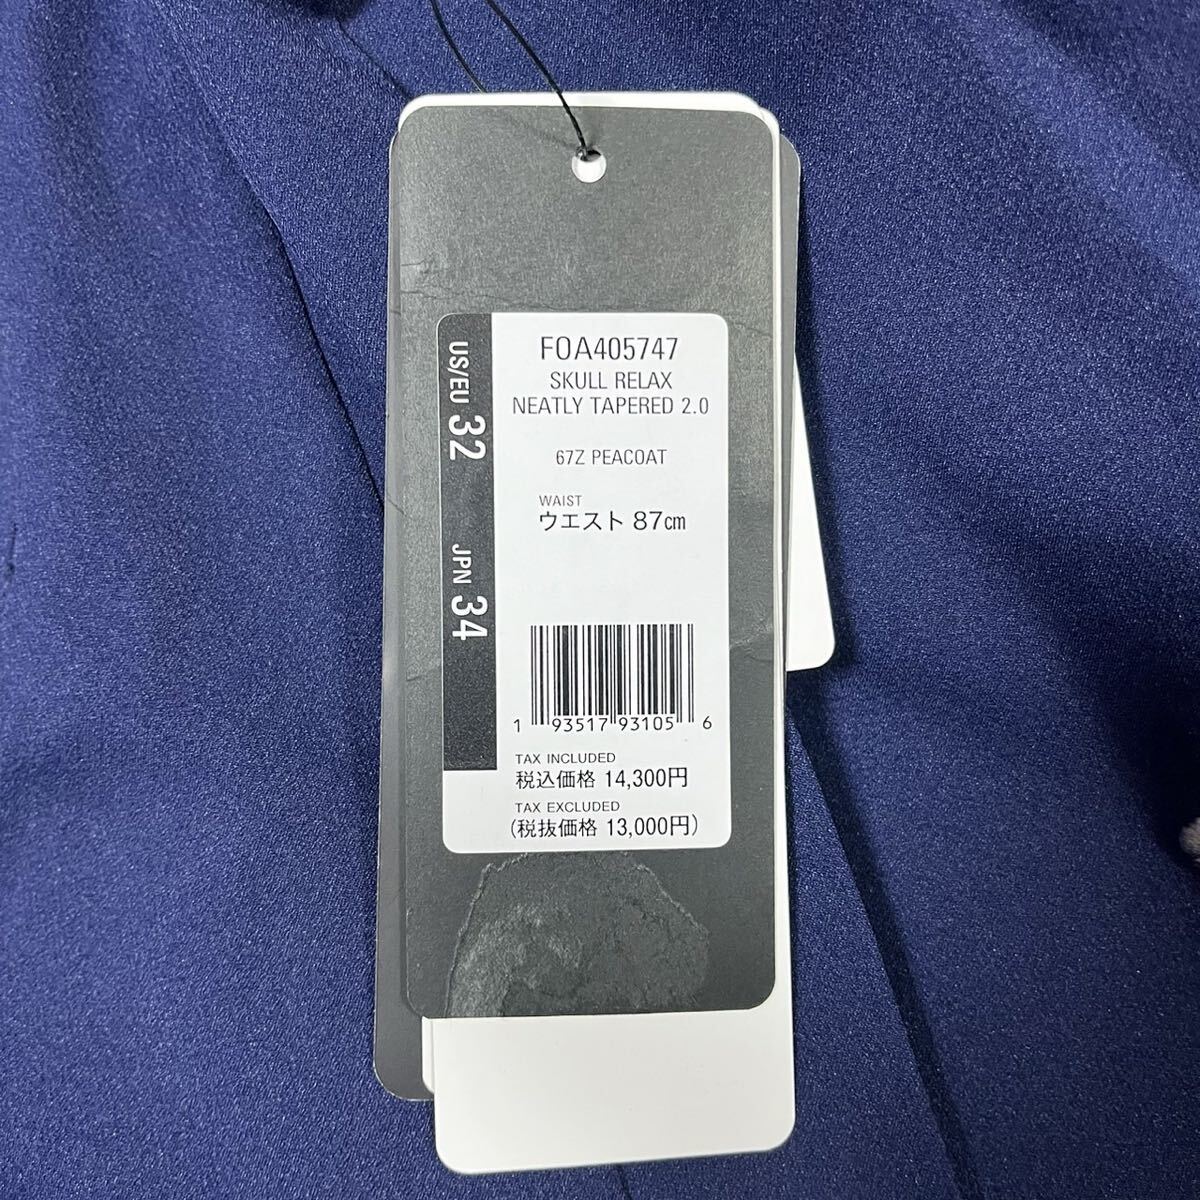 FOA405747
SKULL RELAX
NEATLY TAPERED 2.0
67Z PEACOAT
WAIST
ウエスト 87cm
US/EU 32
JPN 34
1 93517 93105 6
TAX INCLUDED
税込価格 14,300円
TAX EXCLUDED
(税抜価格 13,000円)